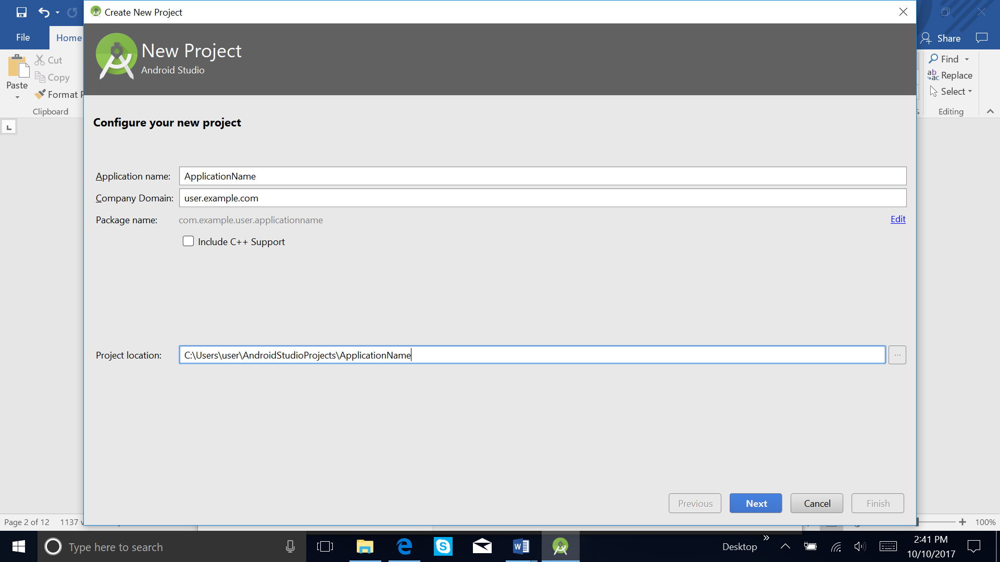 Create New Project
File
Home
Share
New Project
Android Studio
Cut
Copy
Paste
Format
Clipboard
Find
Replace
Select
Editing
Configure your new project
Application name:
ApplicationName
Company Domain:
user.example.com
Package name:
com.example.user.applicationname
Edit
Include C++ Support
Project location:
C:\Users\user\AndroidStudioProjects\ApplicationName
...
Previous
Next
Cancel
Finish
Page 2 of 12
1137
100%
Type here to search
Desktop
2:41 PM
10/10/2017